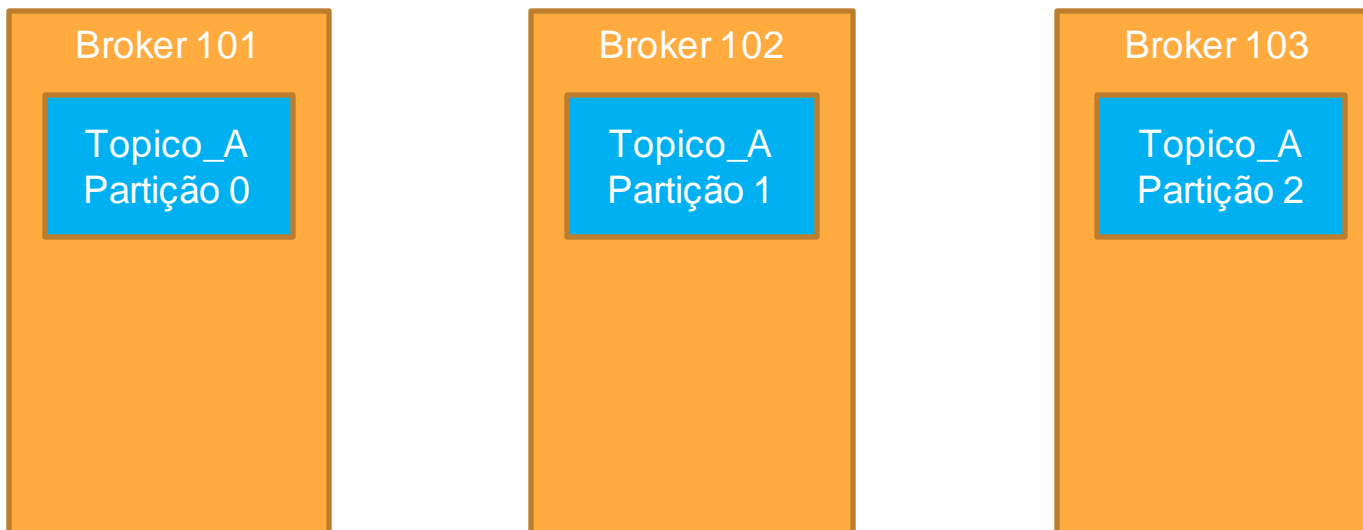 Broker 101
Topico_A
Partição 0
Broker 102
Topico_A
Partição 1
Broker 103
Topico_A
Partição 2